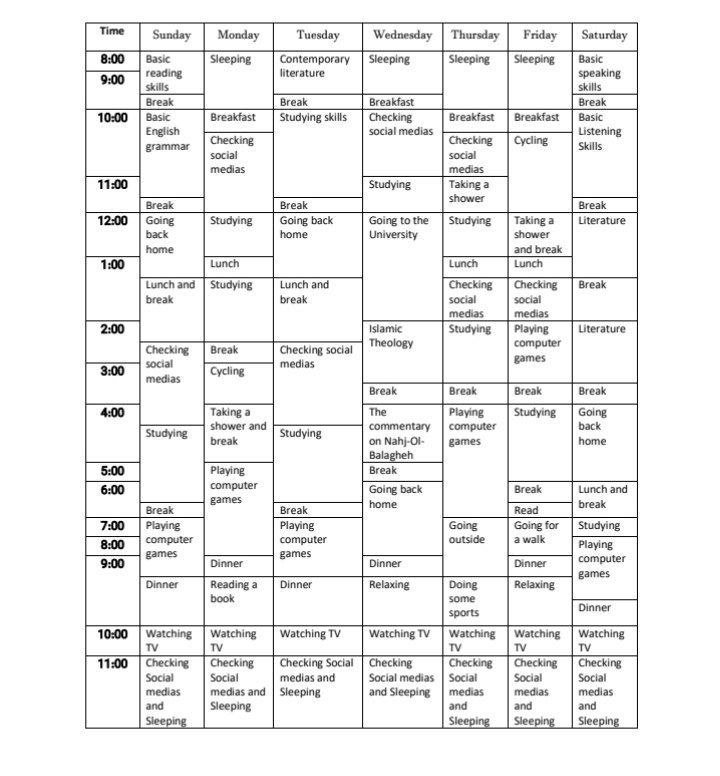 Time Sunday Monday Tuesday Wednesday Thursday Friday Saturday
8:00 Basic Sleeping Contemporary Sleeping Sleeping Sleeping Basic
reading literature speaking
9:00
skills skills
Break Break Breakfast Break
10:00 Basic Breakfast Studying skills Checking Breakfast Breakfast Basic
English social medias Listening
Checking Checking Cycling
grammar Skills
social social
medias medias
11:00 Studying Taking a
shower
Break Break Break
12:00 Going Studying Going back Going to the Studying Taking a Literature
back home University shower
home and break
1:00 Lunch Lunch Lunch
Lunch and Studying Lunch and Checking Checking Break
break break social social
medias medias
2:00 Islamic Studying Playing Literature
Theology computer
Checking Break Checking social
games
social medias
3:00 Cycling
medias
Break Break Break Break
4:00 Taking a The Playing Studying Going
shower and commentary computer back
Studying Studying
break on Nahj-Ol- games home
Balagheh
5:00 Playing Break
computer
6:00 Going back Break Lunch and
games
home break
Break Break Read
7:00 Playing Playing Going Going for Studying
computer computer outside a walk
8:00 Playing
games games
computer
9:00 Dinner Dinner Dinner
games
Dinner Reading a Dinner Relaxing Doing Relaxing
book some
Dinner
sports
10:00 Watching Watching Watching TV Watching TV Watching Watching Watching
TV TV TV TV TV
11:00 Checking Checking Checking Social Checking Checking Checking Checking
Social Social medias and Social medias Social Social Social
medias medias and Sleeping and Sleeping medias medias medias
and Sleeping and and and
Sleeping Sleeping Sleeping Sleeping